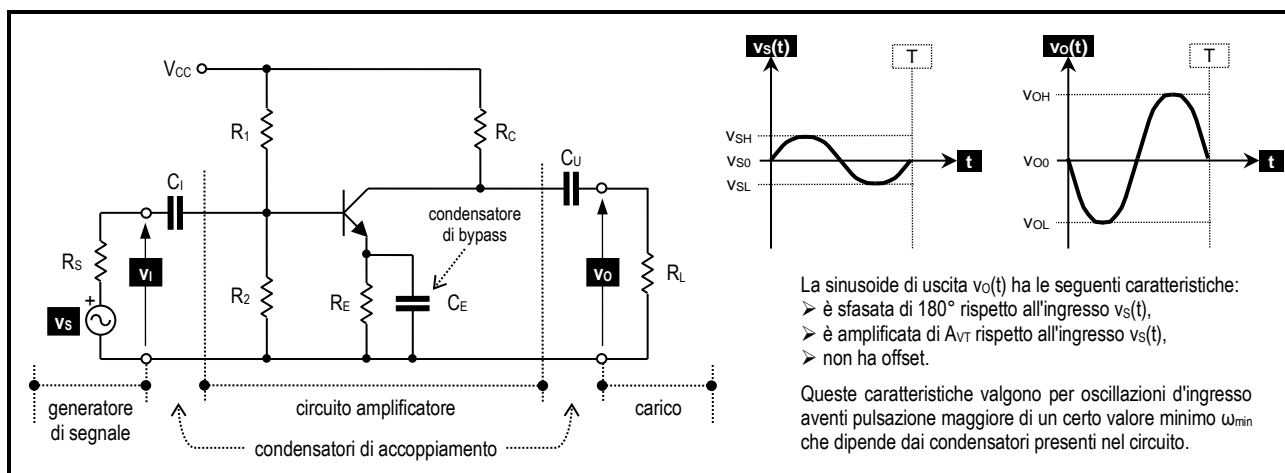 VCC
R1
RC
CI
CU
condensatore
di bypass
RS
vI
vO
RL
R2
RE
CE
+
vS
generatore
di segnale
circuito amplificatore
carico
condensatori di accoppiamento
vS(t)
T
vSH
vS0
vSL
t
vO(t)
T
vOH
vO0
vOL
t
La sinusoide di uscita vO(t) ha le seguenti caratteristiche:
➢ è sfasata di 180° rispetto all'ingresso vS(t),
➢ è amplificata di AVT rispetto all'ingresso vS(t),
➢ non ha offset.
Queste caratteristiche valgono per oscillazioni d'ingresso
aventi pulsazione maggiore di un certo valore minimo ωmin
che dipende dai condensatori presenti nel circuito.